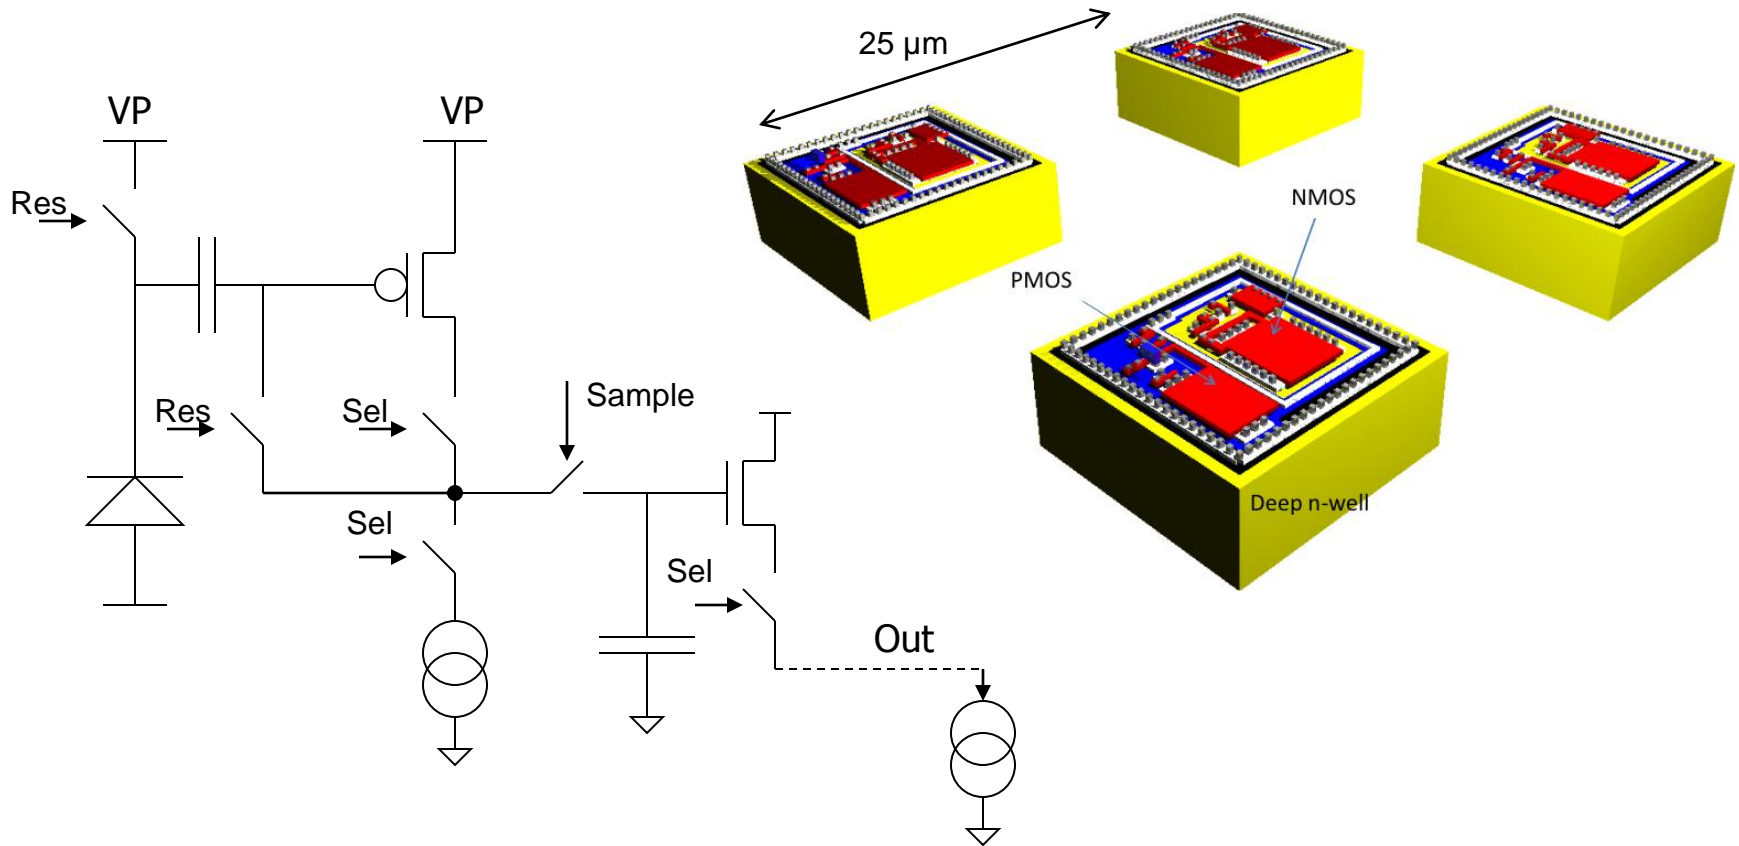 25 µm
VP
VP
Res
NMOS
PMOS
Res
Sel
Sample
Deep n-well
Sel
Sel
Out